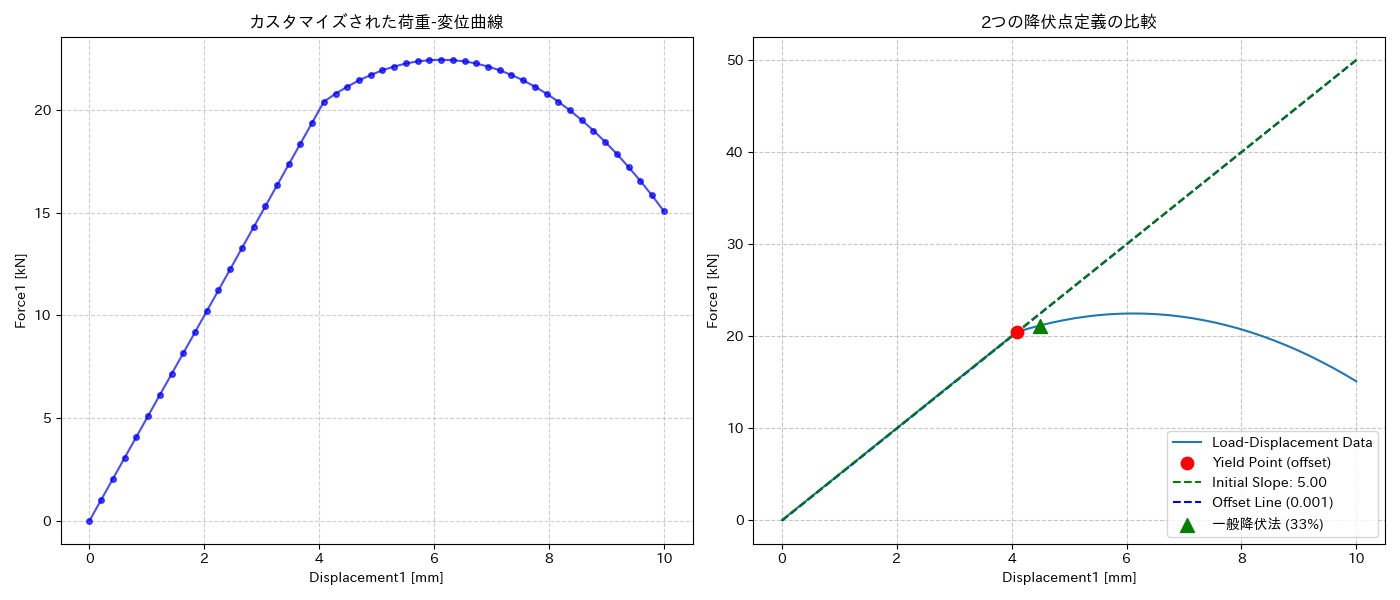 カスタマイズされた荷重-変位曲線
Force1 [kN]
20
15
10
5
0
0 2 4 6 8 10
Displacement1 [mm]
2つの降伏点定義の比較
Force1 [kN]
50
40
30
20
10
0
Load-Displacement Data
Yield Point (offset)
Initial Slope: 5.00
Offset Line (0.001)
一般降伏法 (33%)
0 2 4 6 8 10
Displacement1 [mm]